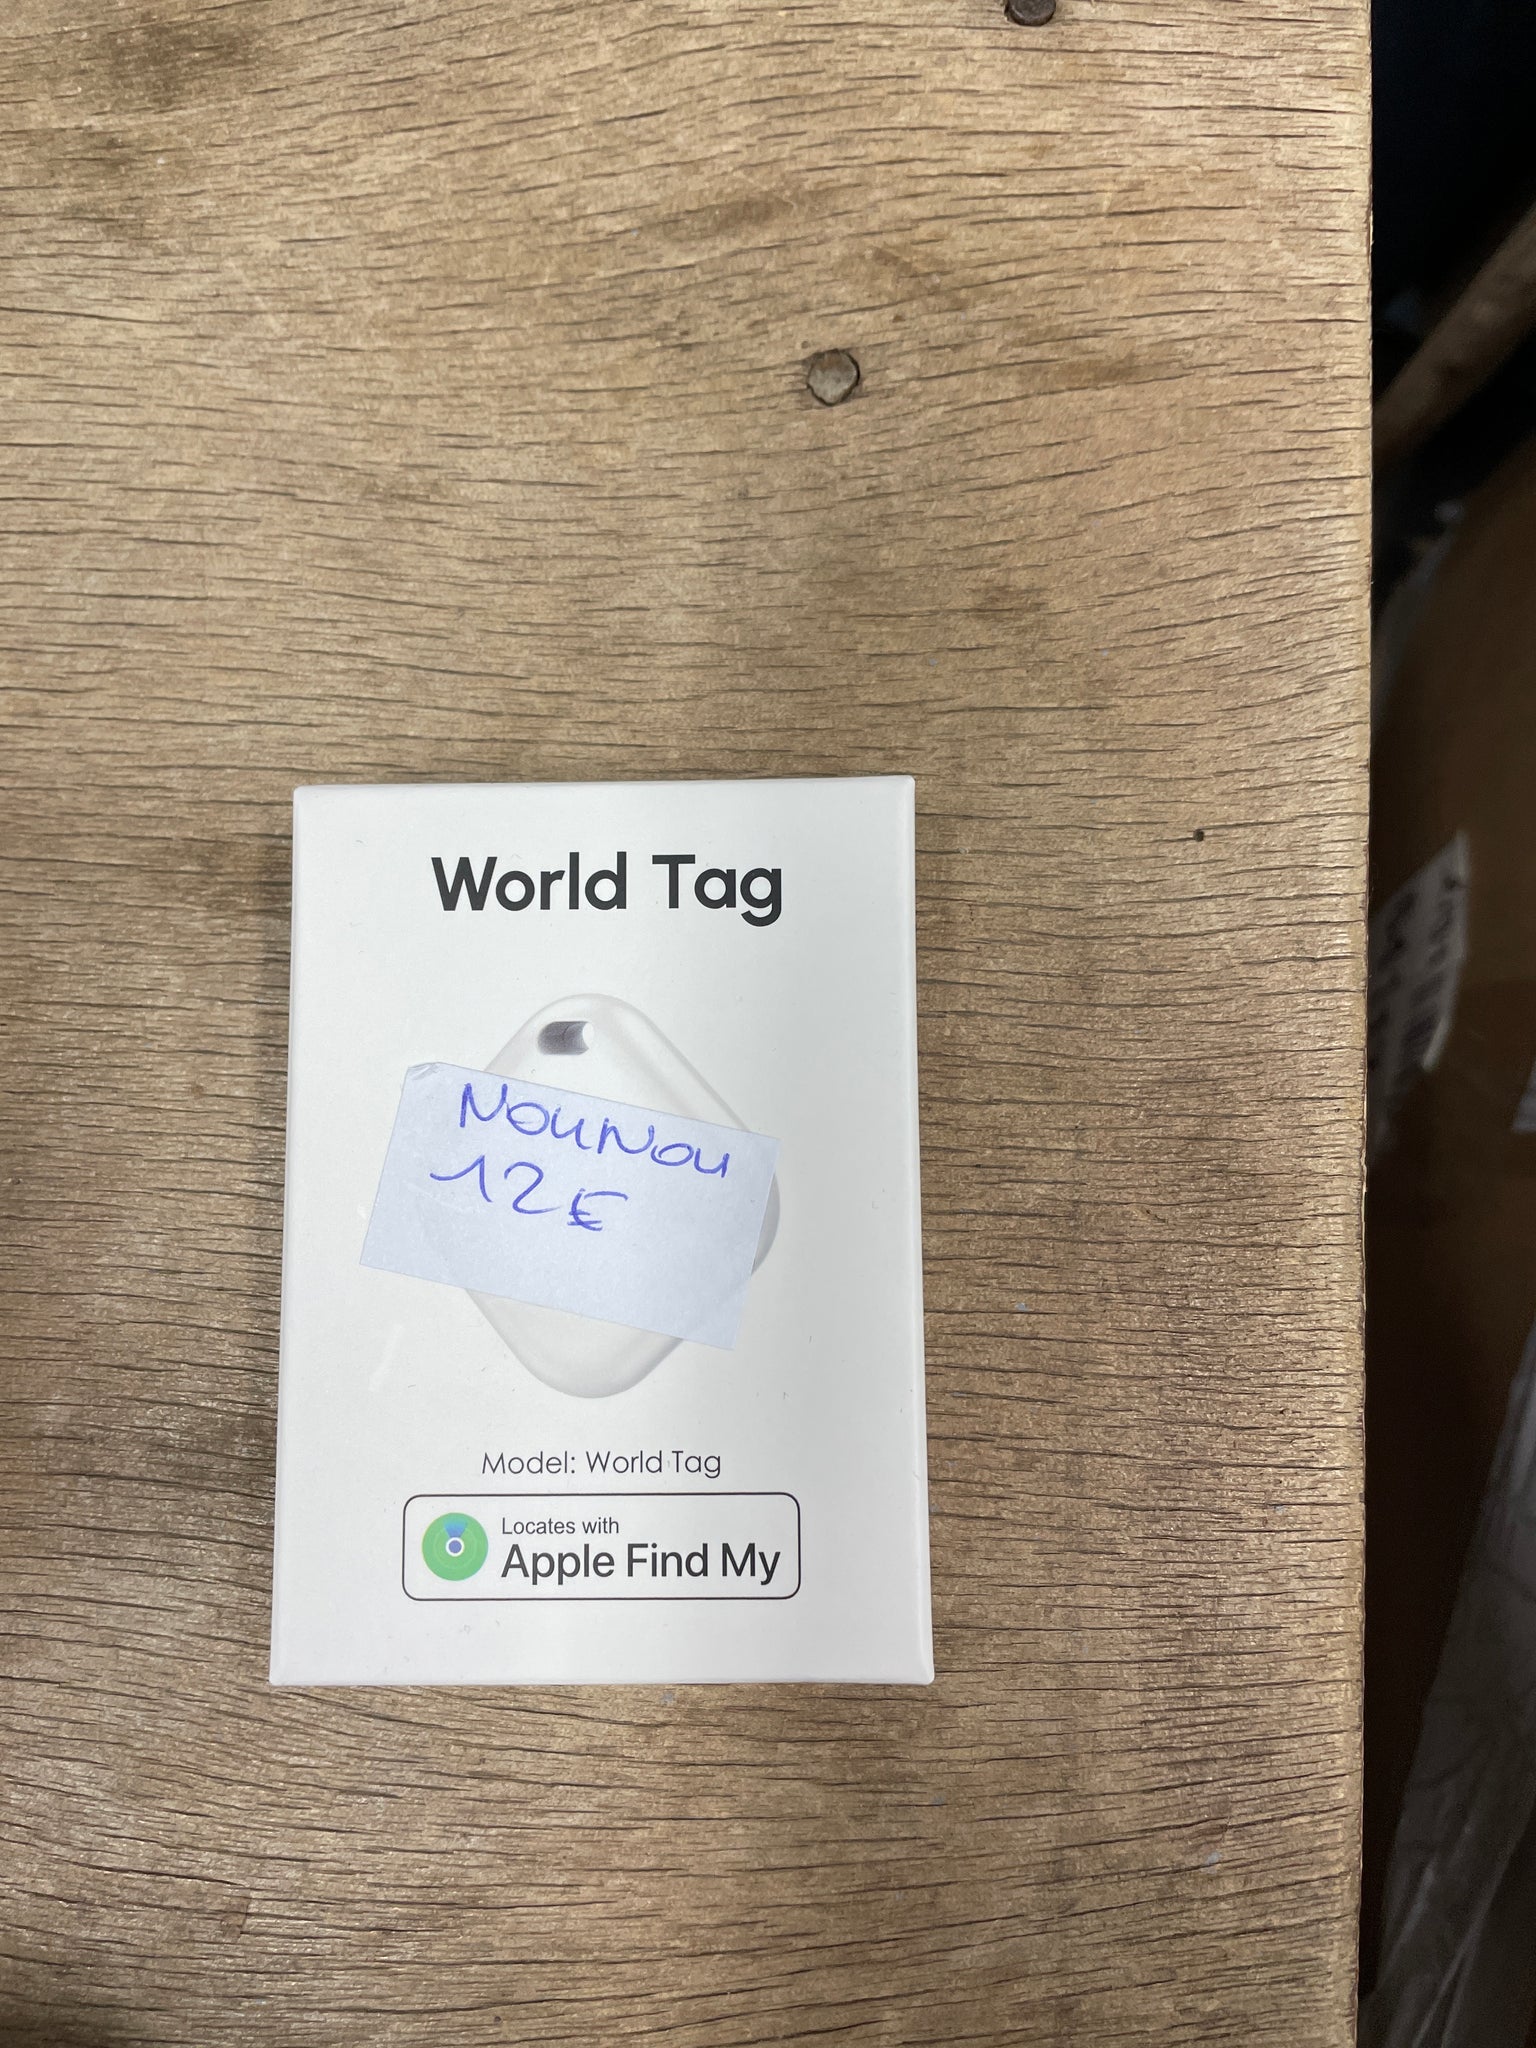 World Tag
NouNou
12€
Model: World Tag
Locates with
Apple Find My